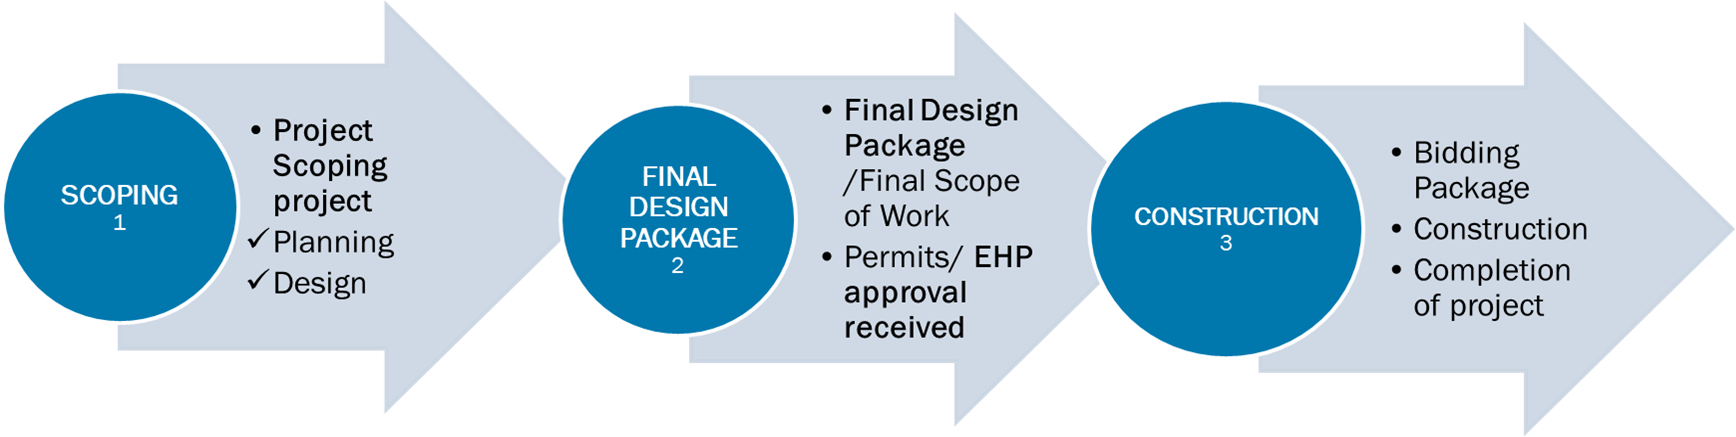 SCOPING
1
• Project
Scoping
project
✓ Planning
✓ Design
FINAL
DESIGN
PACKAGE
2
• Final Design
Package
/Final Scope
of Work
• Permits/ EHP
approval
received
CONSTRUCTION
3
• Bidding
Package
• Construction
• Completion
of project